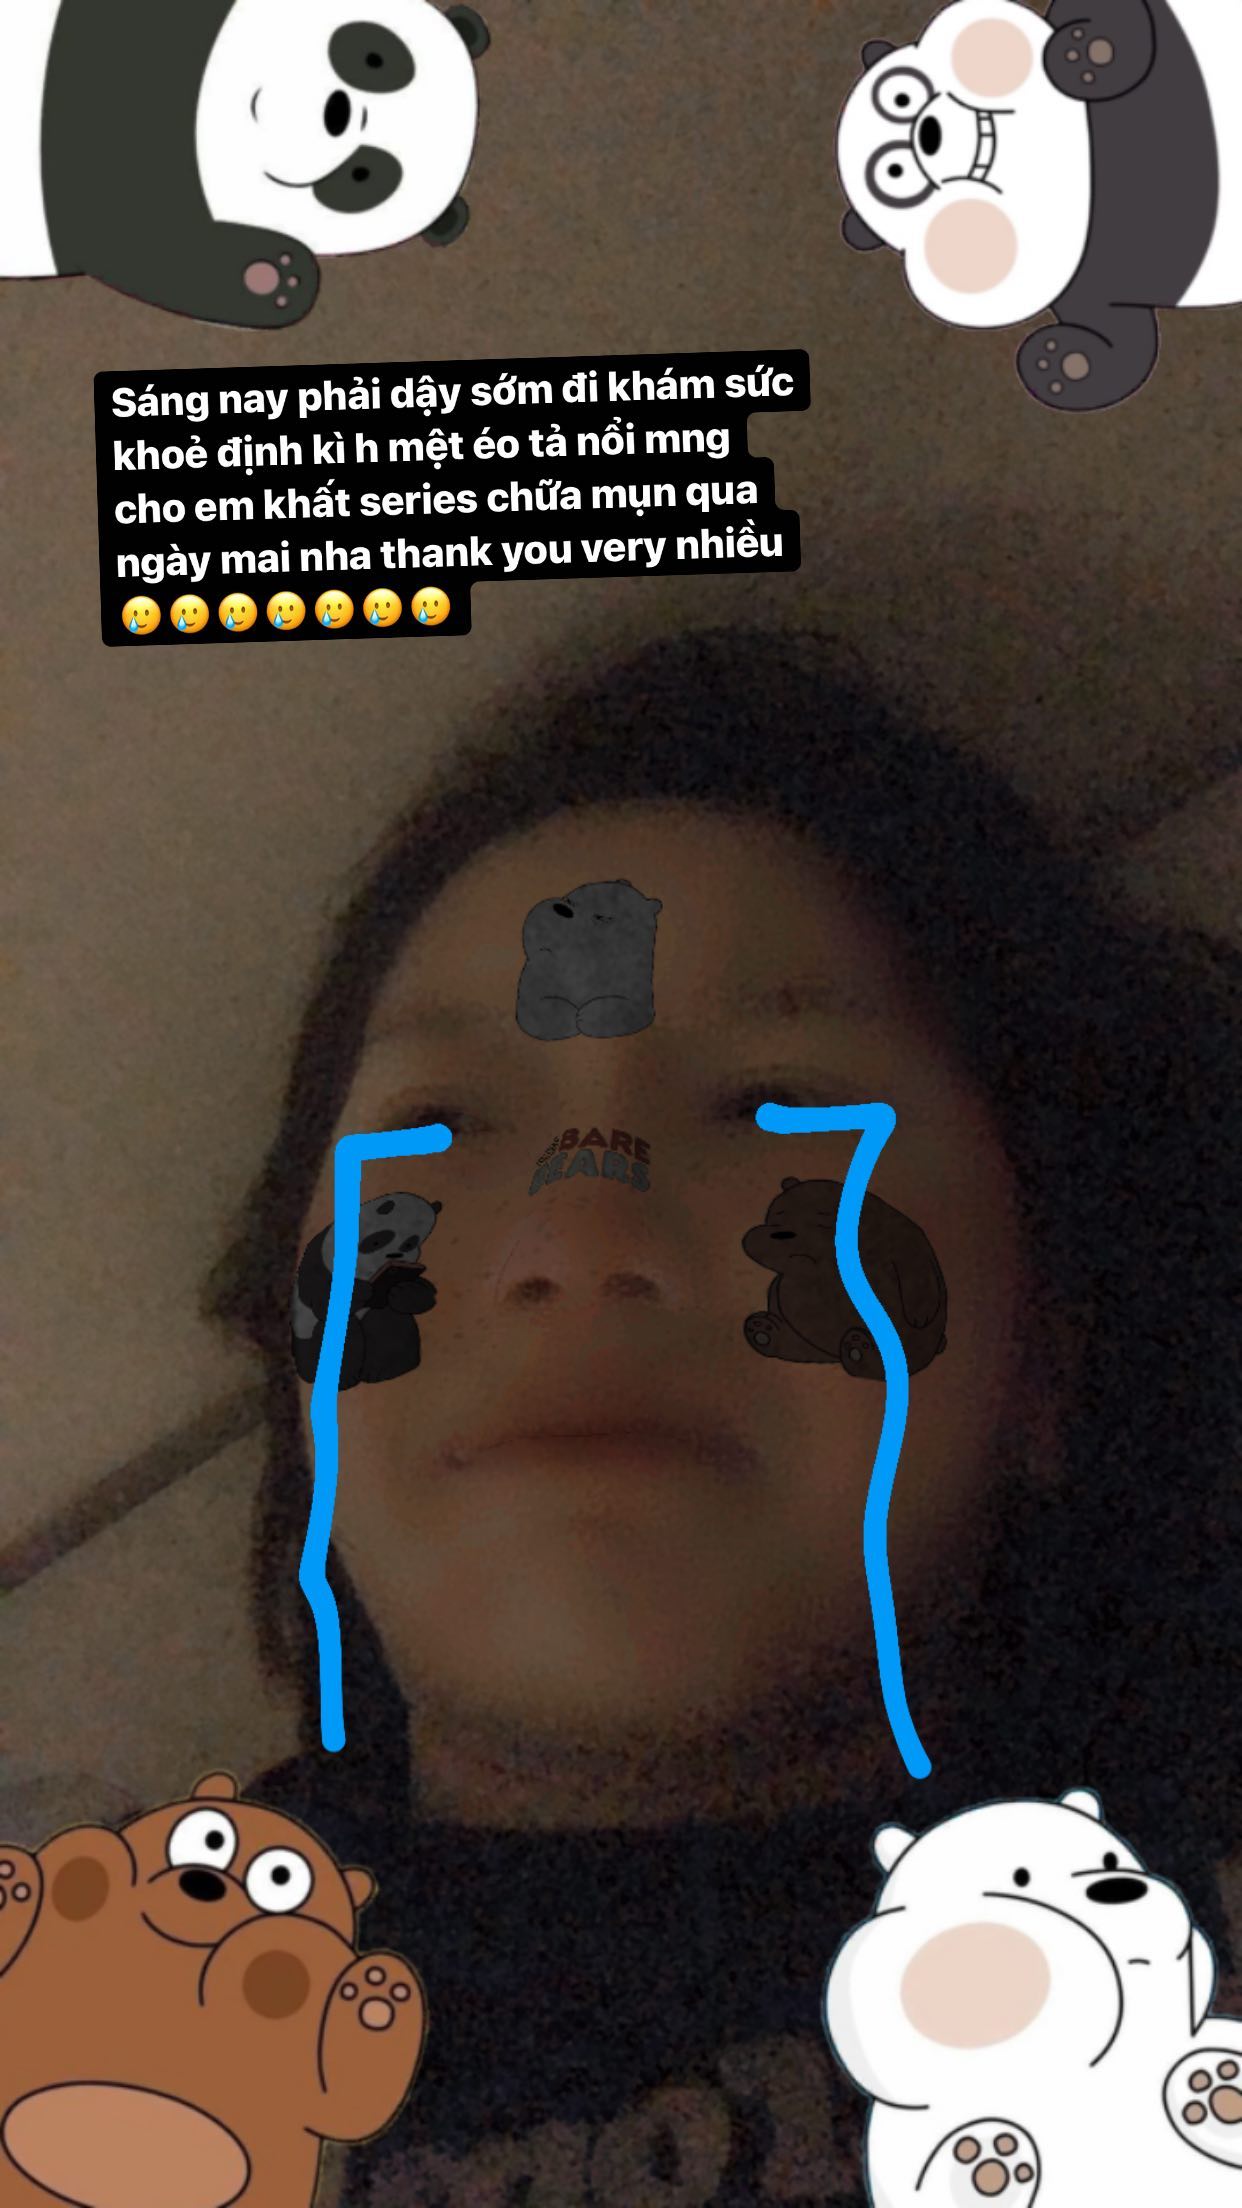 Sáng nay phải dậy sớm đi khám sức
khoẻ định kì h mệt éo tả nổi mng
cho em khất series chữa mụn qua
ngày mai nha thank you very nhiều
🥲🥲🥲🥲🥲🥲🥲
BARE
BEARS